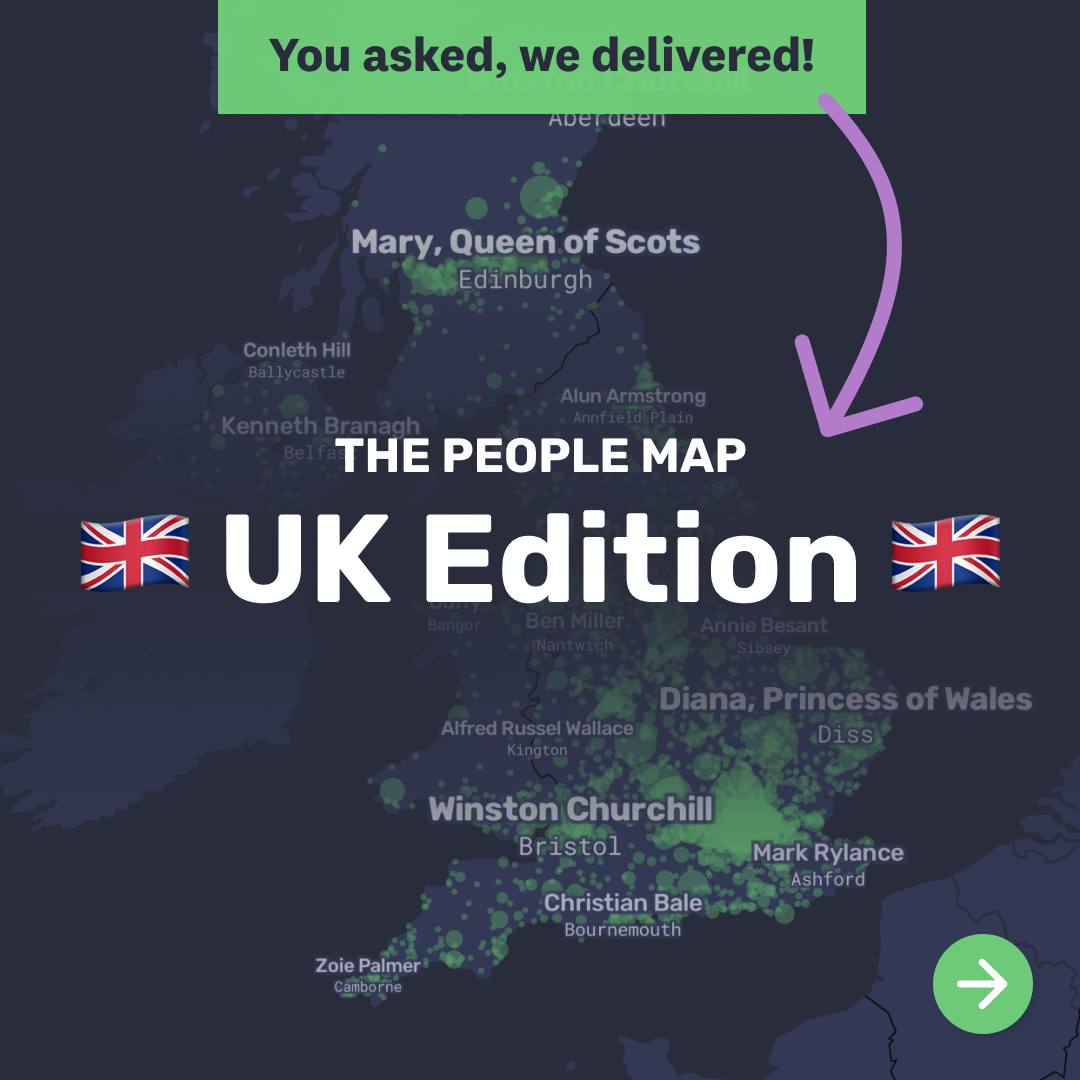 You asked, we delivered!
Winston Churchill
Aberdeen
Mary, Queen of Scots
Edinburgh
Conleth Hill
Ballycastle
Alun Armstrong
Annfield Plain
Kenneth Branagh
Belfast
THE PEOPLE MAP
UK Edition
Duffy
Bangor
Ben Miller
Nantwich
Annie Besant
Sibsey
Diana, Princess of Wales
Diss
Alfred Russel Wallace
Kington
Winston Churchill
Bristol
Mark Rylance
Ashford
Christian Bale
Bournemouth
Zoie Palmer
Camborne